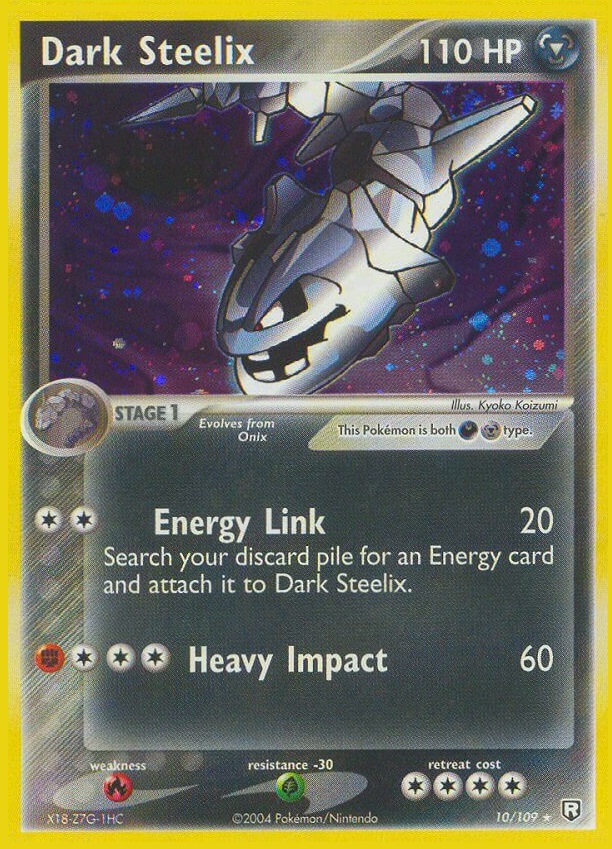 Dark Steelix 110 HP
Illus. Kyoko Koizumi
STAGE 1
Evolves from
Onix
This Pokémon is both type.
Energy Link 20
Search your discard pile for an Energy card
and attach it to Dark Steelix.
Heavy Impact 60
weakness resistance -30 retreat cost
X18-Z7G-1HC ©2004 Pokémon/Nintendo 10/109 ★
R